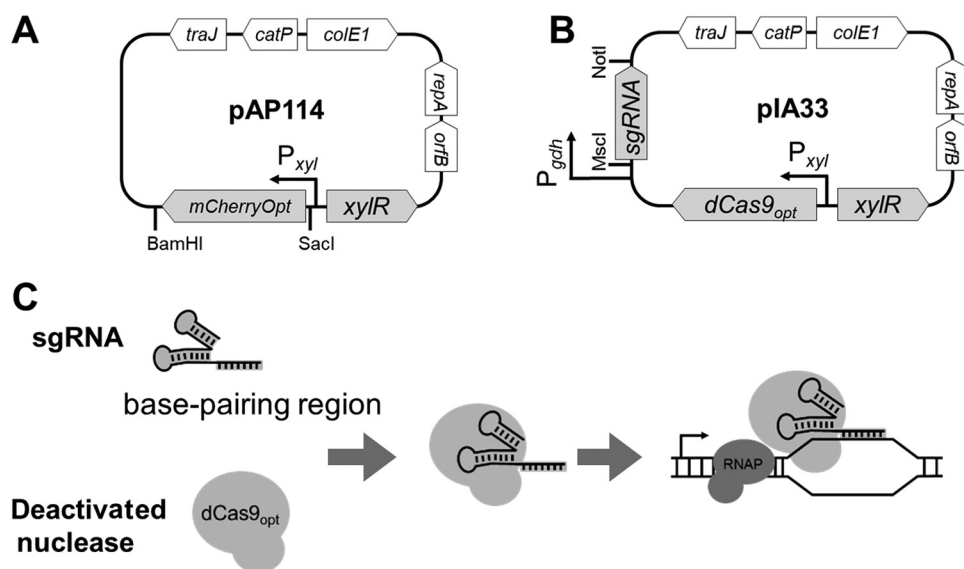 A
traJ
catP
colE1
pAP114
repA
orfB
Pxyl
mCherryOpt
xylR
BamHI
SacI
B
traJ
catP
colE1
NotI
sgRNA
pIA33
repA
orfB
MscI
Pgdh
Pxyl
dCas9opt
xylR
C
sgRNA
base-pairing region
RNAP
Deactivated
nuclease
dCas9opt